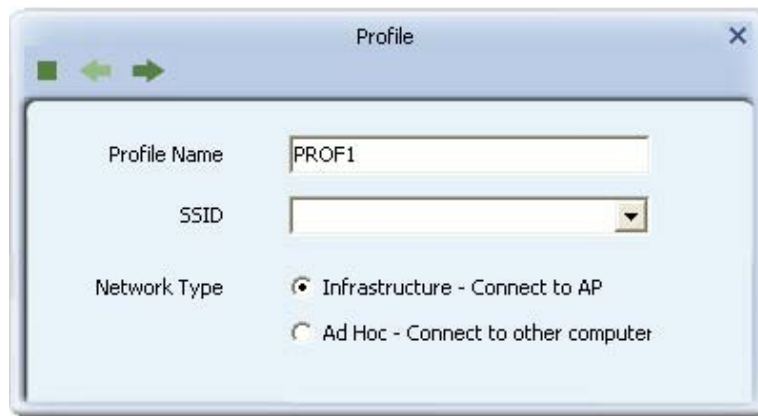 Profile
Profile Name PROF1
SSID
Network Type Infrastructure - Connect to AP
Ad Hoc - Connect to other computer